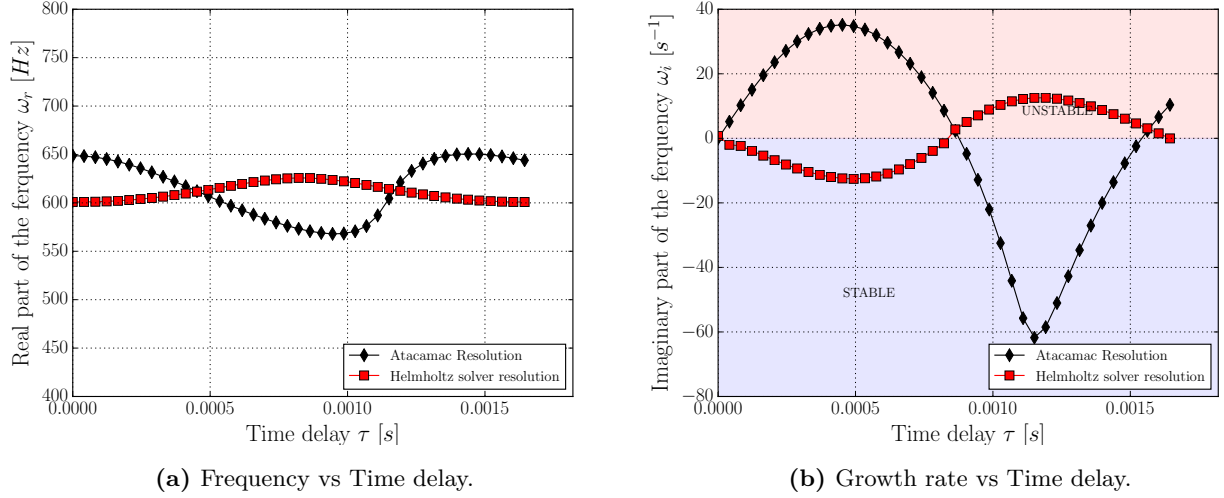 800
750
700
650
600
550
500
450
400
Real part of the ferquency ω_r [Hz]
0.0000
0.0005
0.0010
0.0015
Time delay τ [s]
Atacamac Resolution
Helmholtz solver resolution
(a) Frequency vs Time delay.
40
20
0
−20
−40
−60
−80
Imaginary part of the ferquency ω_i [s^{-1}]
UNSTABLE
STABLE
0.0000
0.0005
0.0010
0.0015
Time delay τ [s]
Atacamac Resolution
Helmholtz solver resolution
(b) Growth rate vs Time delay.